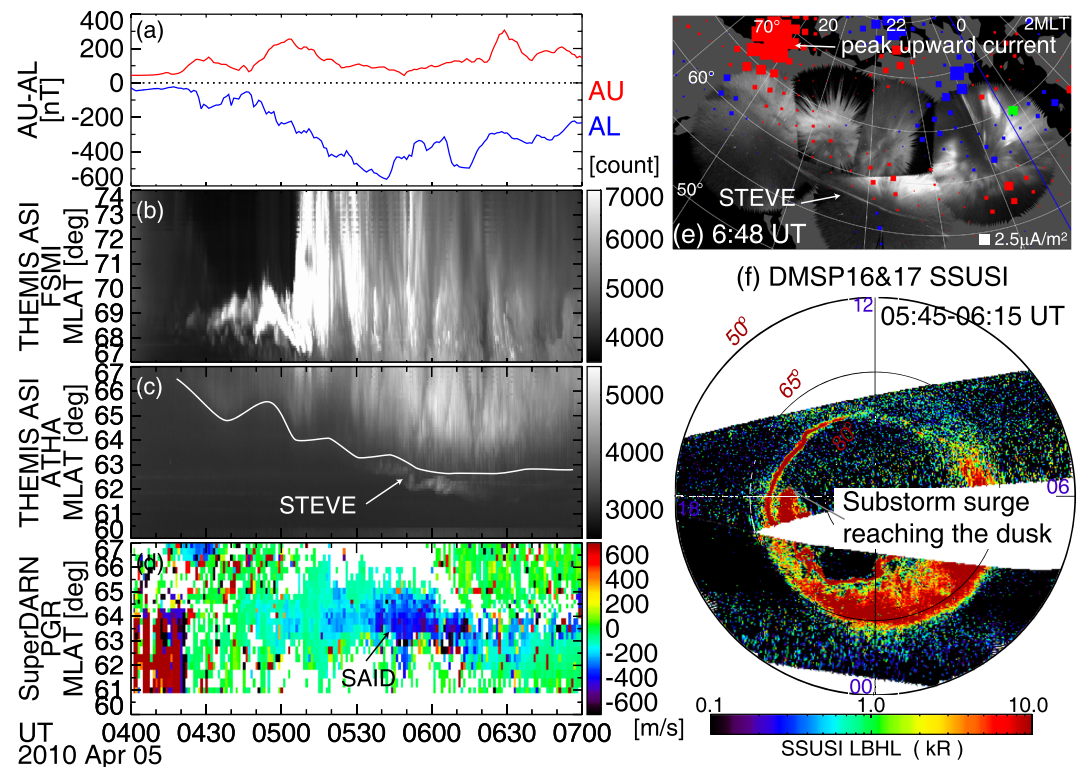 (a)
400
200
0
-200
-400
-600
AU-AL
[nT]
AU
AL
[count]
(b)
74
73
72
71
70
69
68
67
THEMIS ASI
FSMI
MLAT [deg]
7000
6000
5000
4000
(c)
67
66
65
64
63
62
61
60
THEMIS ASI
ATHA
MLAT [deg]
STEVE
5000
4000
3000
(d)
67
66
65
64
63
62
61
60
SuperDARN
PGR
MLAT [deg]
SAID
600
400
200
0
-200
-400
-600
[m/s]
UT
0400 0430 0500 0530 0600 0630 0700
2010 Apr 05
70° 20 22 0 2MLT
peak upward current
60°
50°
STEVE
(e) 6:48 UT
2.5μA/m²
(f) DMSP16&17 SSUSI
12
05:45-06:15 UT
50°
65°
80°
18
06
Substorm surge
reaching the dusk
00
0.1 1.0 10.0
SSUSI LBHL ( kR )